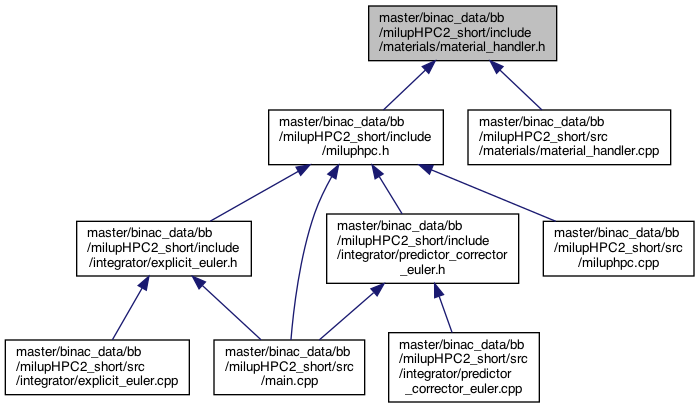 master/binac_data/bb
/milupHPC2_short/include
/materials/material_handler.h
master/binac_data/bb
/milupHPC2_short/include
/miluphpc.h
master/binac_data/bb
/milupHPC2_short/src
/materials/material_handler.cpp
master/binac_data/bb
/milupHPC2_short/include
/integrator/explicit_euler.h
master/binac_data/bb
/milupHPC2_short/include
/integrator/predictor_corrector
_euler.h
master/binac_data/bb
/milupHPC2_short/src
/miluphpc.cpp
master/binac_data/bb
/milupHPC2_short/src
/integrator/explicit_euler.cpp
master/binac_data/bb
/milupHPC2_short/src
/main.cpp
master/binac_data/bb
/milupHPC2_short/src
/integrator/predictor
_corrector_euler.cpp